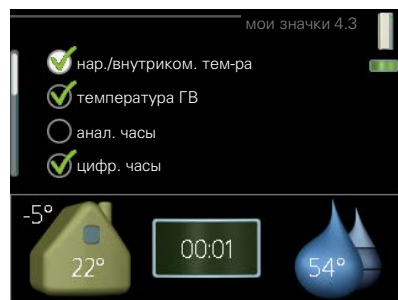 мои значки 4.3
нар./внутриком. тем-ра
температура ГВ
анал. часы
цифр. часы
-5°
22°
00:01
54°